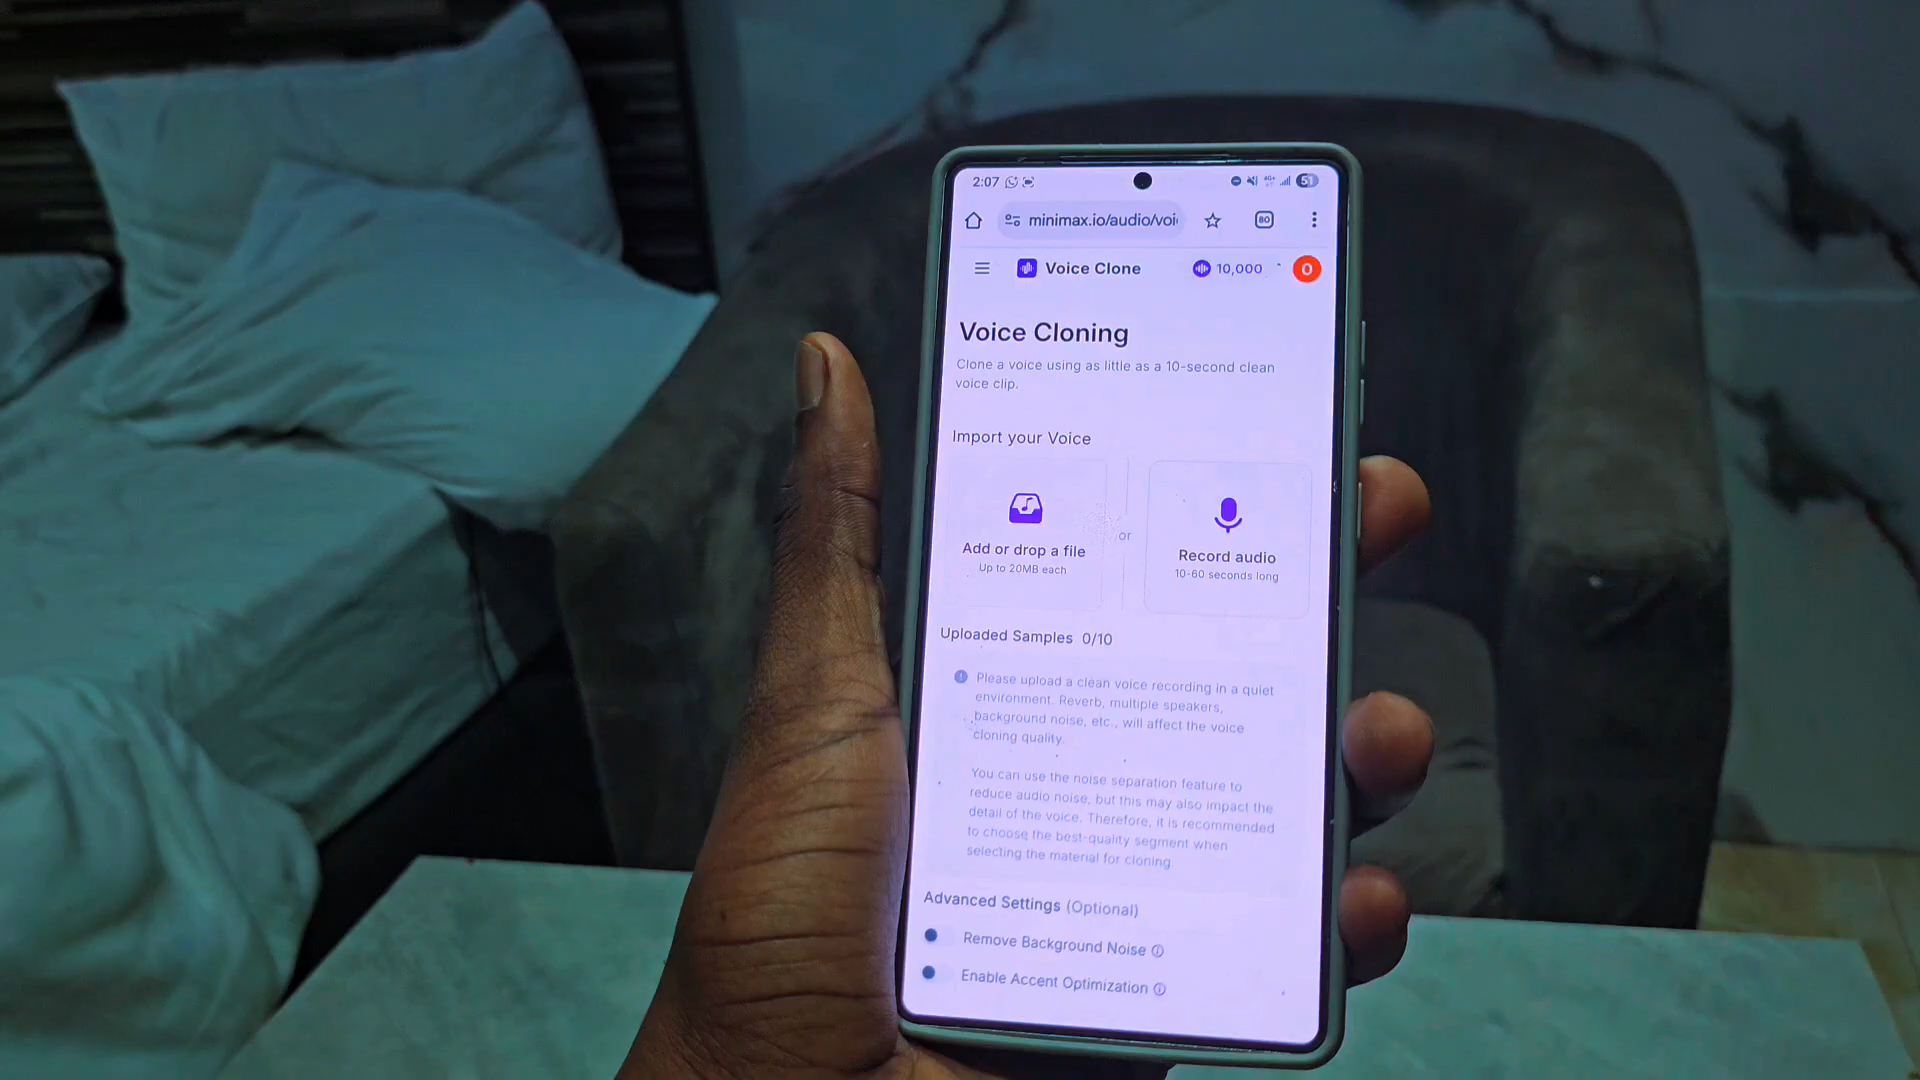 2:07
51
minimax.io/audio/voi
80
Voice Clone
10,000
O
Voice Cloning
Clone a voice using as little as a 10-second clean
voice clip.
Import your Voice
Add or drop a file
Up to 20MB each
or
Record audio
10-60 seconds long
Uploaded Samples 0/10
Please upload a clean voice recording in a quiet
environment. Reverb, multiple speakers,
background noise, etc., will affect the voice
cloning quality.
You can use the noise separation feature to
reduce audio noise, but this may also impact the
detail of the voice. Therefore, it is recommended
to choose the best-quality segment when
selecting the material for cloning.
Advanced Settings (Optional)
Remove Background Noise
Enable Accent Optimization